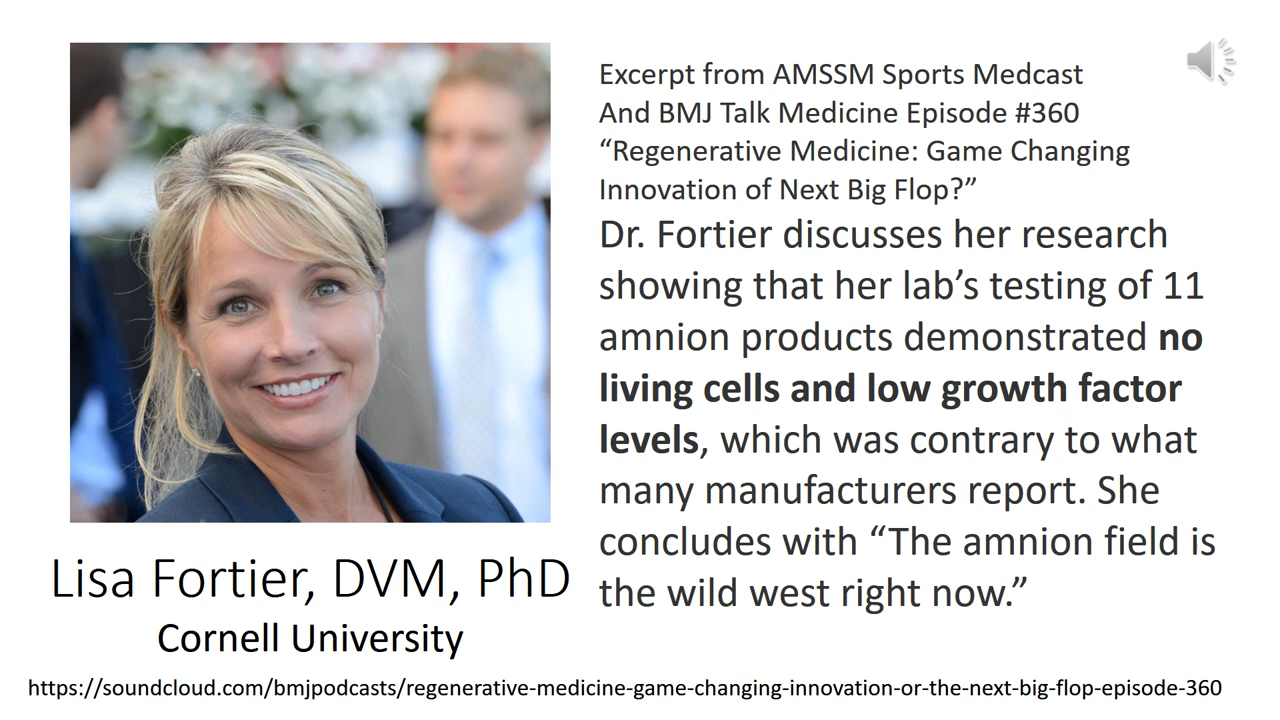 Excerpt from AMSSM Sports Medcast
And BMJ Talk Medicine Episode #360
“Regenerative Medicine: Game Changing
Innovation of Next Big Flop?”
Dr. Fortier discusses her research
showing that her lab’s testing of 11
amnion products demonstrated no
living cells and low growth factor
levels, which was contrary to what
many manufacturers report. She
concludes with “The amnion field is
the wild west right now.”
Lisa Fortier, DVM, PhD
Cornell University
https://soundcloud.com/bmjpodcasts/regenerative-medicine-game-changing-innovation-or-the-next-big-flop-episode-360